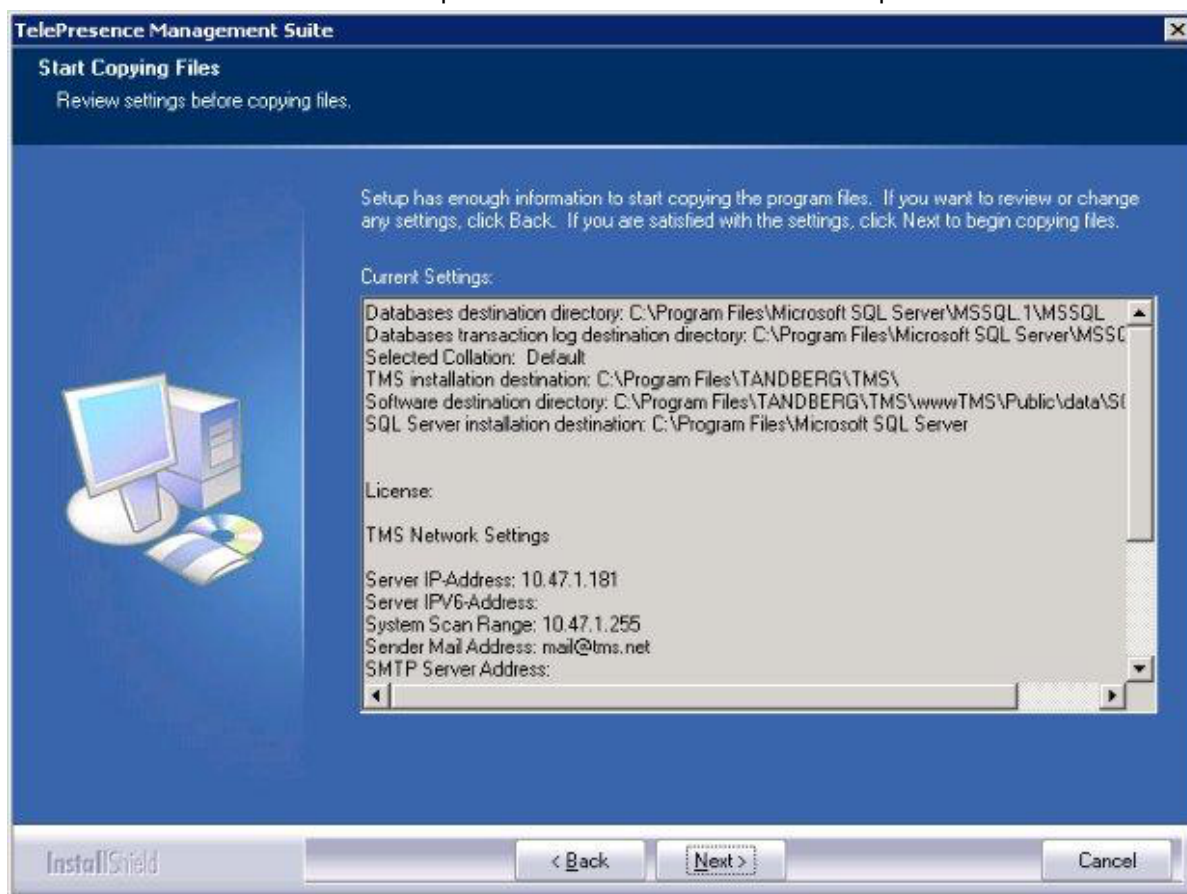 TelePresence Management Suite
Start Copying Files
Review settings before copying files.
Setup has enough information to start copying the program files. If you want to review or change
any settings, click Back. If you are satisfied with the settings, click Next to begin copying files.
Current Settings:
Databases destination directory: C:\Program Files\Microsoft SQL Server\MSSQL.1\MSSQL
Databases transaction log destination directory: C:\Program Files\Microsoft SQL Server\
Selected Collation: Default
TMS installation destination: C:\Program Files\TANDBERG\TMS\
Software destination directory: C:\Program Files\TANDBERG\TMS\wwwTMS\Public\data\
SQL Server installation destination: C:\Program Files\Microsoft SQL Server
License:
TMS Network Settings
Server IP-Address: 10.47.1.181
Server IPV6-Address:
System Scan Range: 10.47.1.255
Sender Mail Address: mail@tms.net
SMTP Server Address:
InstallShield
< Back
Next >
Cancel